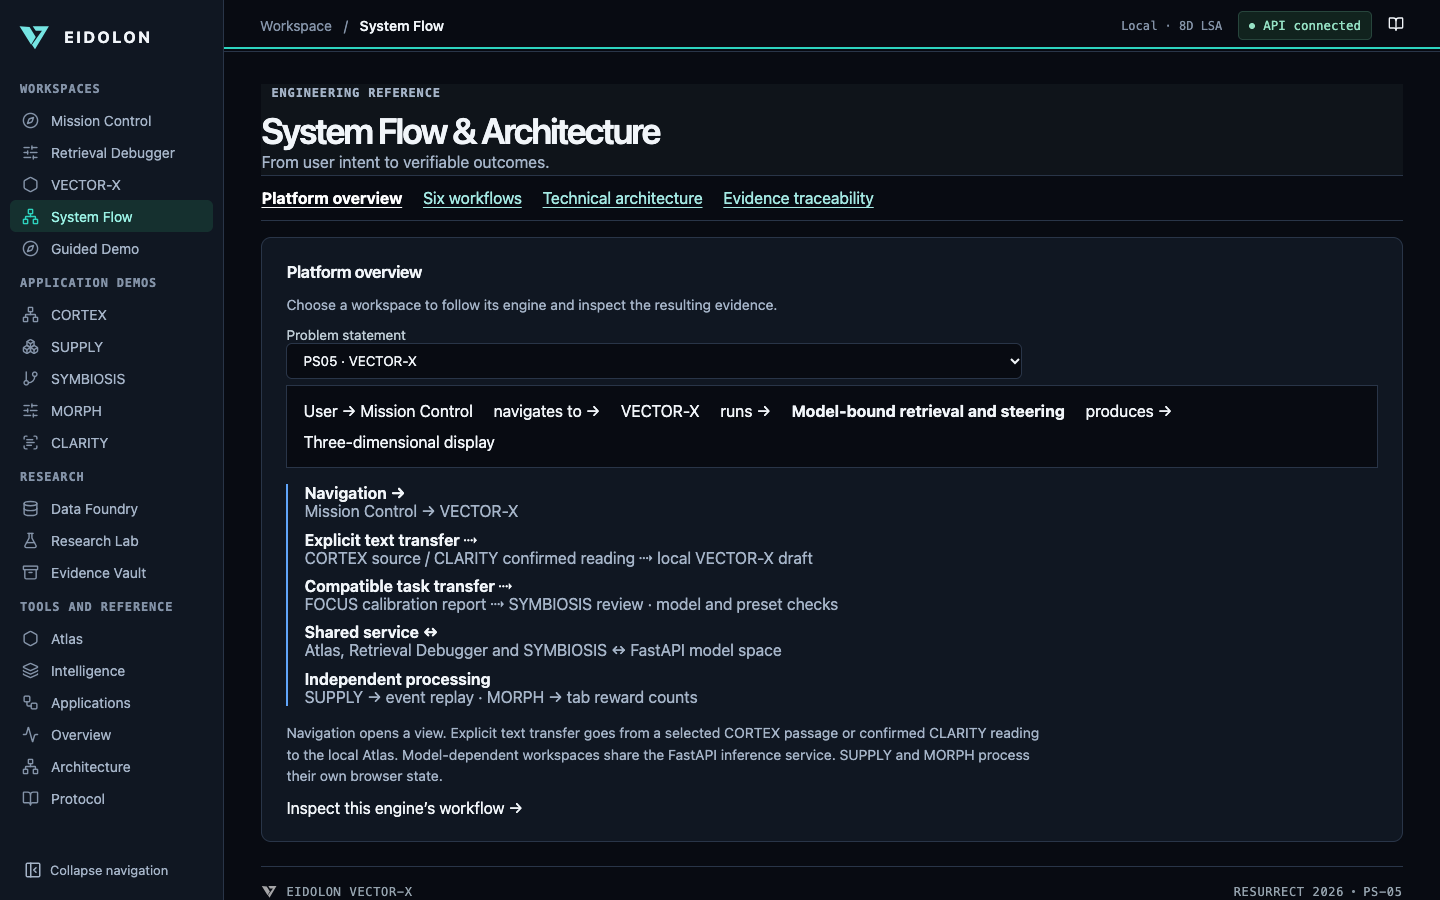 EIDOLON
WORKSPACES
Mission Control
Retrieval Debugger
VECTOR-X
System Flow
Guided Demo
APPLICATION DEMOS
CORTEX
SUPPLY
SYMBIOSIS
MORPH
CLARITY
RESEARCH
Data Foundry
Research Lab
Evidence Vault
TOOLS AND REFERENCE
Atlas
Intelligence
Applications
Overview
Architecture
Protocol
Collapse navigation
Workspace / System Flow
Local · 8D LSA
● API connected
ENGINEERING REFERENCE
System Flow & Architecture
From user intent to verifiable outcomes.
Platform overview Six workflows Technical architecture Evidence traceability
Platform overview
Choose a workspace to follow its engine and inspect the resulting evidence.
Problem statement
PS05 · VECTOR-X
User → Mission Control navigates to → VECTOR-X runs → Model-bound retrieval and steering produces →
Three-dimensional display
Navigation →
Mission Control → VECTOR-X
Explicit text transfer ⤏
CORTEX source / CLARITY confirmed reading ⤏ local VECTOR-X draft
Compatible task transfer ⤏
FOCUS calibration report ⤏ SYMBIOSIS review · model and preset checks
Shared service ↔
Atlas, Retrieval Debugger and SYMBIOSIS ↔ FastAPI model space
Independent processing
SUPPLY → event replay · MORPH → tab reward counts
Navigation opens a view. Explicit text transfer goes from a selected CORTEX passage or confirmed CLARITY reading
to the local Atlas. Model-dependent workspaces share the FastAPI inference service. SUPPLY and MORPH process
their own browser state.
Inspect this engine’s workflow →
EIDOLON VECTOR-X
RESURRECT 2026 · PS-05